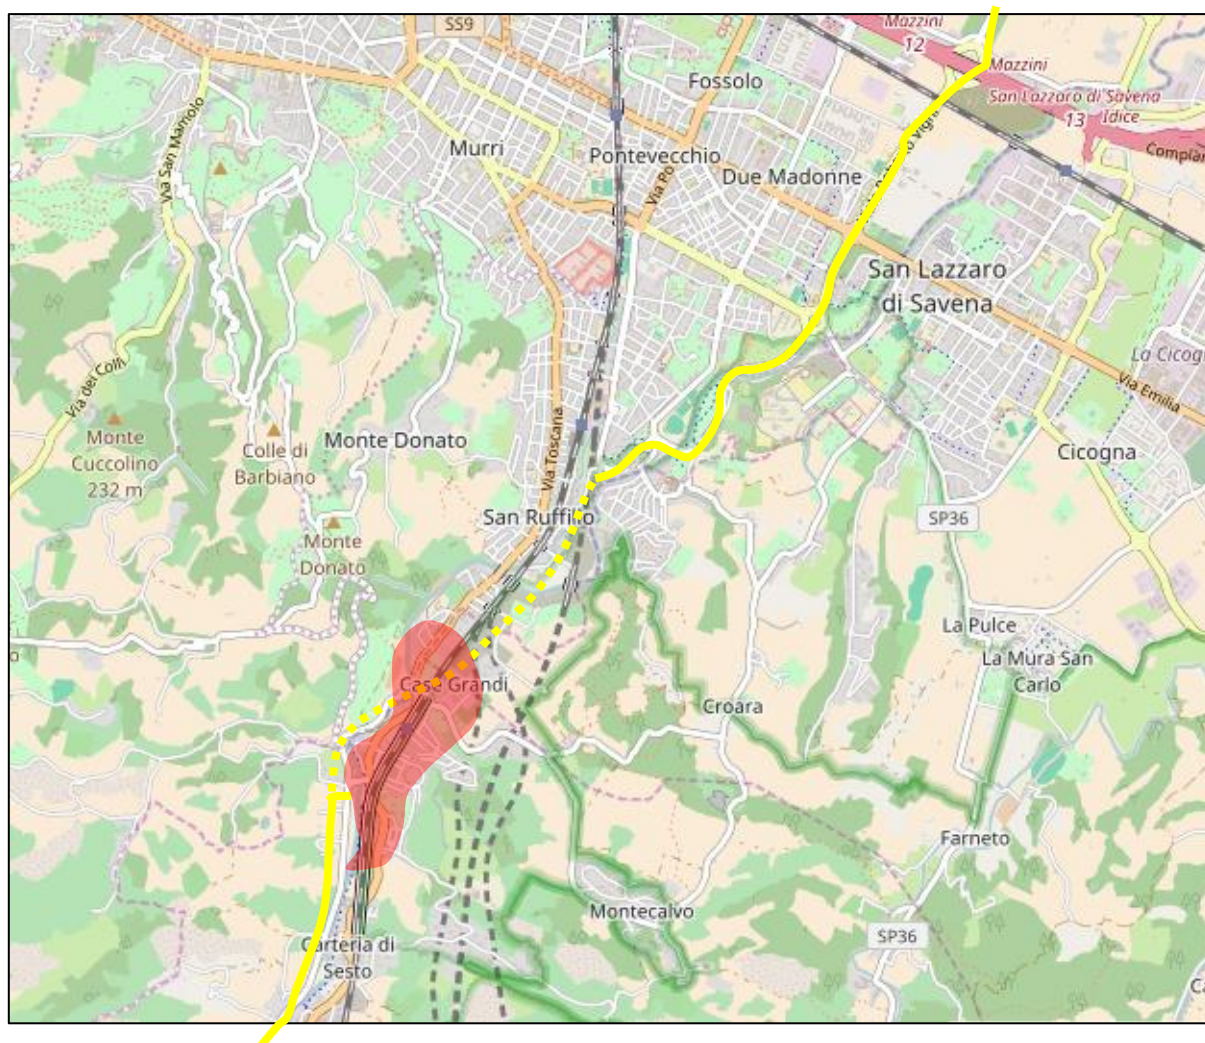 SS9
Mazzini
12
Mazzini
Fossolo
San Lazzaro di Savena
Idice
13
Via San Mamolo
Murri
Pontevecchio
Via Po
Due Madonne
San Lazzaro
di Savena
La Cicog
Via Emilia
Via dei Colli
Monte
Cuccolino
232 m
Colle di
Barbiano
Monte Donato
Via Toscana
Cicogna
San Ruffillo
SP36
Monte
Donato
La Pulce
La Mura San
Carlo
Case Grandi
Croara
Farneto
Montecalvo
SP36
Carteria di
Sesto